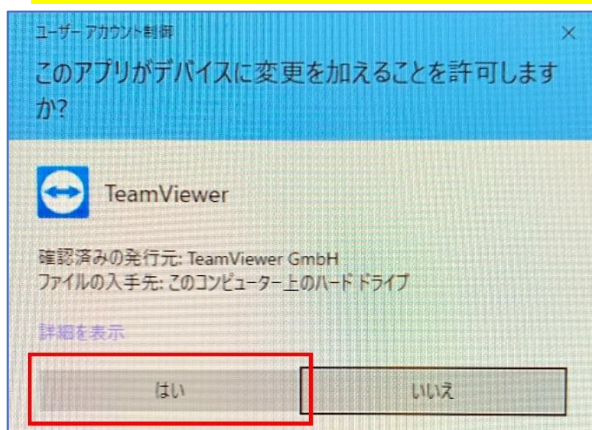 ユーザー アカウント制御
このアプリがデバイスに変更を加えることを許可します
か?
TeamViewer
確認済みの発行元: TeamViewer GmbH
ファイルの入手先: このコンピューター上のハード ドライブ
詳細を表示
はい
いいえ